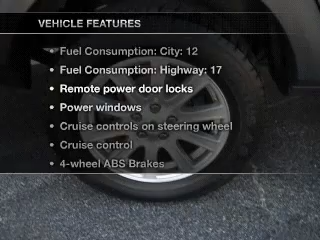 VEHICLE FEATURES
• Fuel Consumption: City: 12
• Fuel Consumption: Highway: 17
• Remote power door locks
• Power windows
• Cruise controls on steering wheel
• Cruise control
• 4-wheel ABS Brakes